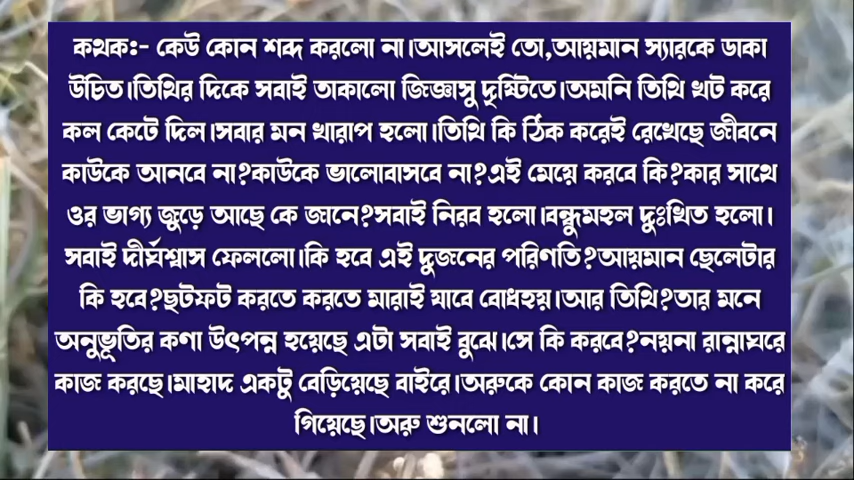 কথক:- কেউ কোন শব্দ করলো না।আসলেই তো,আয়মান স্যারকে ডাকা
উচিত।তিথির দিকে সবাই তাকালো জিজ্ঞাসু দৃষ্টিতে।অমনি তিথি খট করে
কল কেটে দিল।সবার মন খারাপ হলো।তিথি কি ঠিক করেই রেখেছে জীবনে
কাউকে আনবে না?কাউকে ভালোবাসবে না?এই মেয়ে করবে কি?কার সাথে
ওর ভাগ্য জুড়ে আছে কে জানে?সবাই নিরব হলো।বন্ধুমহল দুঃখিত হলো।
সবাই দীর্ঘশ্বাস ফেললো।কি হবে এই দুজনের পরিণতি?আয়মান ছেলেটার
কি হবে?ছটফট করতে করতে মারাই যাবে বোধহয়।আর তিথি?তার মনে
অনুভূতির কণা উৎপন্ন হয়েছে এটা সবাই বুঝে।সে কি করবে?নয়না রান্নাঘরে
কাজ করছে।মাহাদ একটু বেড়িয়েছে বাইরে।অরুকে কোন কাজ করতে না করে
গিয়েছে।অরু শুনলো না।